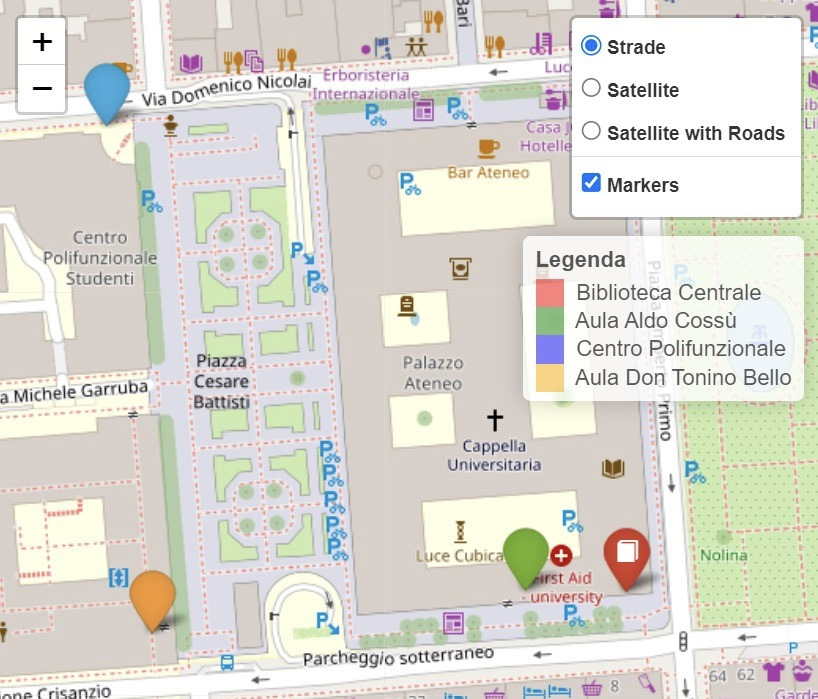 +
−
Via Domenico Nicolai
Bari
Erboristeria
Internazionale
Luce
Casa
Hotelle
Strade
Satellite
Satellite with Roads
Markers
Bar Ateneo
Centro
Polifunzionale
Studenti
Legenda
Biblioteca Centrale
Aula Aldo Cossù
Centro Polifunzionale
Aula Don Tonino Bello
Piazza
Cesare
Battisti
Palazzo
Ateneo
Primo
a Michele Garruba
Cappella
Universitaria
Luce Cubica
First Aid
university
Nolina
Parcheggio sotterraneo
one Crisanzio
8
64 62
Garde